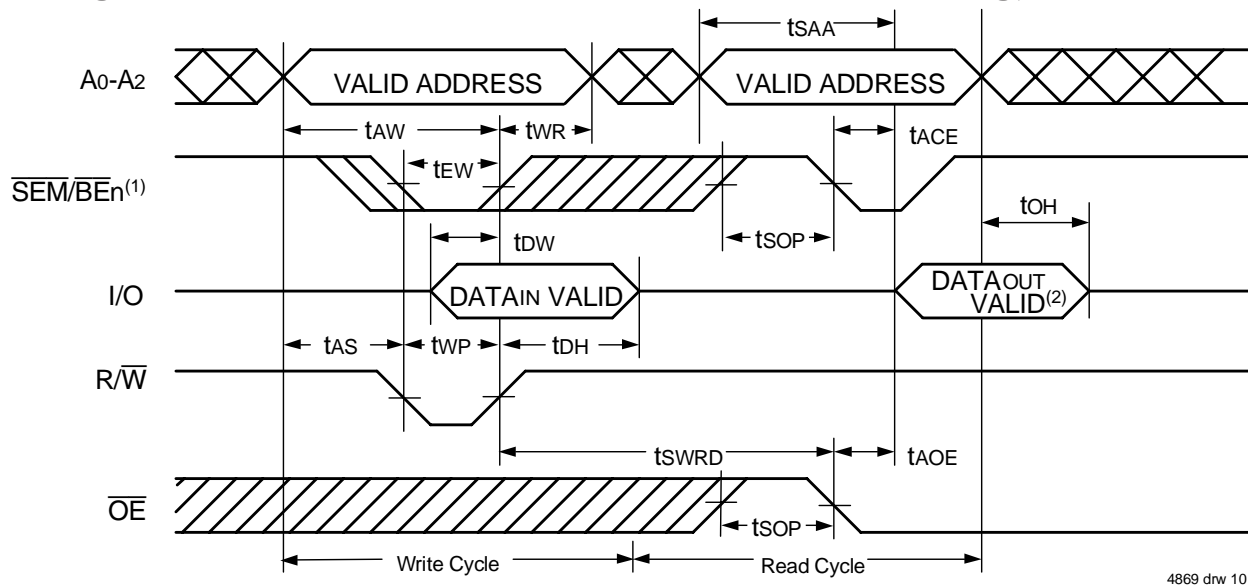 tSAA
A0-A2
VALID ADDRESS
VALID ADDRESS
tAW
tWR
tACE
tEW
SEM/BEn(1)
tOH
tDW
tSOP
I/O
DATAIN VALID
DATAOUT
VALID(2)
tAS
tWP
tDH
R/W
tSWRD
tAOE
OE
tSOP
Write Cycle
Read Cycle
4869 drw 10